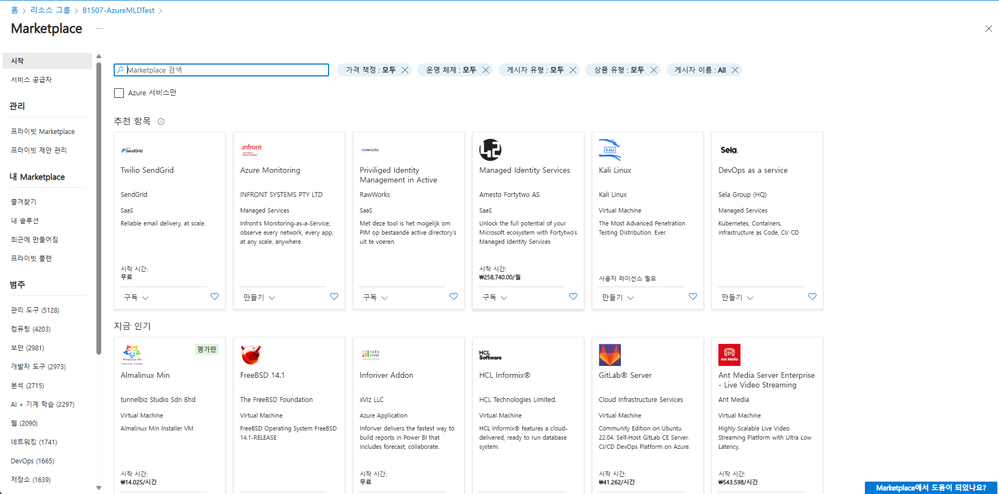 홈 > 리소스 그룹 > B1507-AzureMLDTest >
Marketplace ...
시작
서비스 공급자
관리
프라이빗 Marketplace
프라이빗 제안 관리
내 Marketplace
즐겨찾기
내 솔루션
최근에 만들어짐
프라이빗 플랜
범주
관리 도구 (5128)
컴퓨팅 (4203)
보안 (2981)
개발자 도구 (2973)
분석 (2715)
AI + 기계 학습 (2297)
웹 (2090)
네트워킹 (1741)
DevOps (1665)
저장소 (1639)
Marketplace 검색
가격 책정 : 모두
운영 체제 : 모두
게시자 유형 : 모두
상품 유형 : 모두
게시자 이름 : All
Azure 서비스만
추천 항목
SendGrid
Twilio SendGrid
SendGrid
SaaS
Reliable email delivery, at scale.
시작 시간:
무료
구독
infront
Azure Monitoring
INFRONT SYSTEMS PTY LTD
Managed Services
Infront's Monitoring-as-a-Service;
observe every network, every app,
at any scale, anywhere.
만들기
rawworks
Priviliged Identity
Management in Active
RawWorks
SaaS
Met deze tool is het mogelijk om
PIM op bestaande active directory's
uit te voeren
구독
42
Managed Identity Services
Amesto Fortytwo AS
SaaS
Unlock the full potential of your
Microsoft ecosystem with Fortytwo's
Managed Identity Services
시작 시간:
₩258,740.00/월
구독
KALI
Kali Linux
Kali Linux
Virtual Machine
The Most Advanced Penetration
Testing Distribution. Ever.
사용자 라이선스 필요
만들기
Sela.
DevOps as a service
Sela Group (HQ)
Managed Services
Kubernetes, Containers,
infrastructure as Code, CI/ CD
만들기
지금 인기
AlmaLinux VM
평가판
Almalinux Min
tunnelbiz Studio Sdn Bhd
Virtual Machine
Almalinux Min Installer VM
시작 시간:
₩14.025/시간
FreeBSD 14.1
The FreeBSD Foundation
Virtual Machine
FreeBSD Operating System FreeBSD
14.1-RELEASE
info
river
Inforiver Addon
xViz LLC
Azure Application
Inforiver delivers the fastest way to
build reports in Power BI that
includes forecast, collaborate.
시작 시간:
무료
HCL
Software
HCL Informix®
HCL Technologies Limited.
Virtual Machine
HCL Informix® features a cloud-
delivered, ready to run database
system.
GitLab® Server
Cloud Infrastructure Services
Virtual Machine
Community Edition on Ubuntu
22.04. Self-Host GitLab CE Server.
CI/CD DevOps Platform on Azure.
시작 시간:
₩41.262/시간
Ant Media
Ant Media Server Enterprise
- Live Video Streaming
Ant Media
Virtual Machine
Highly Scalable Live Video
Streaming Platform with Ultra Low
Latency.
시작 시간:
₩543.598/시간
Marketplace에서 도움이 되었나요?